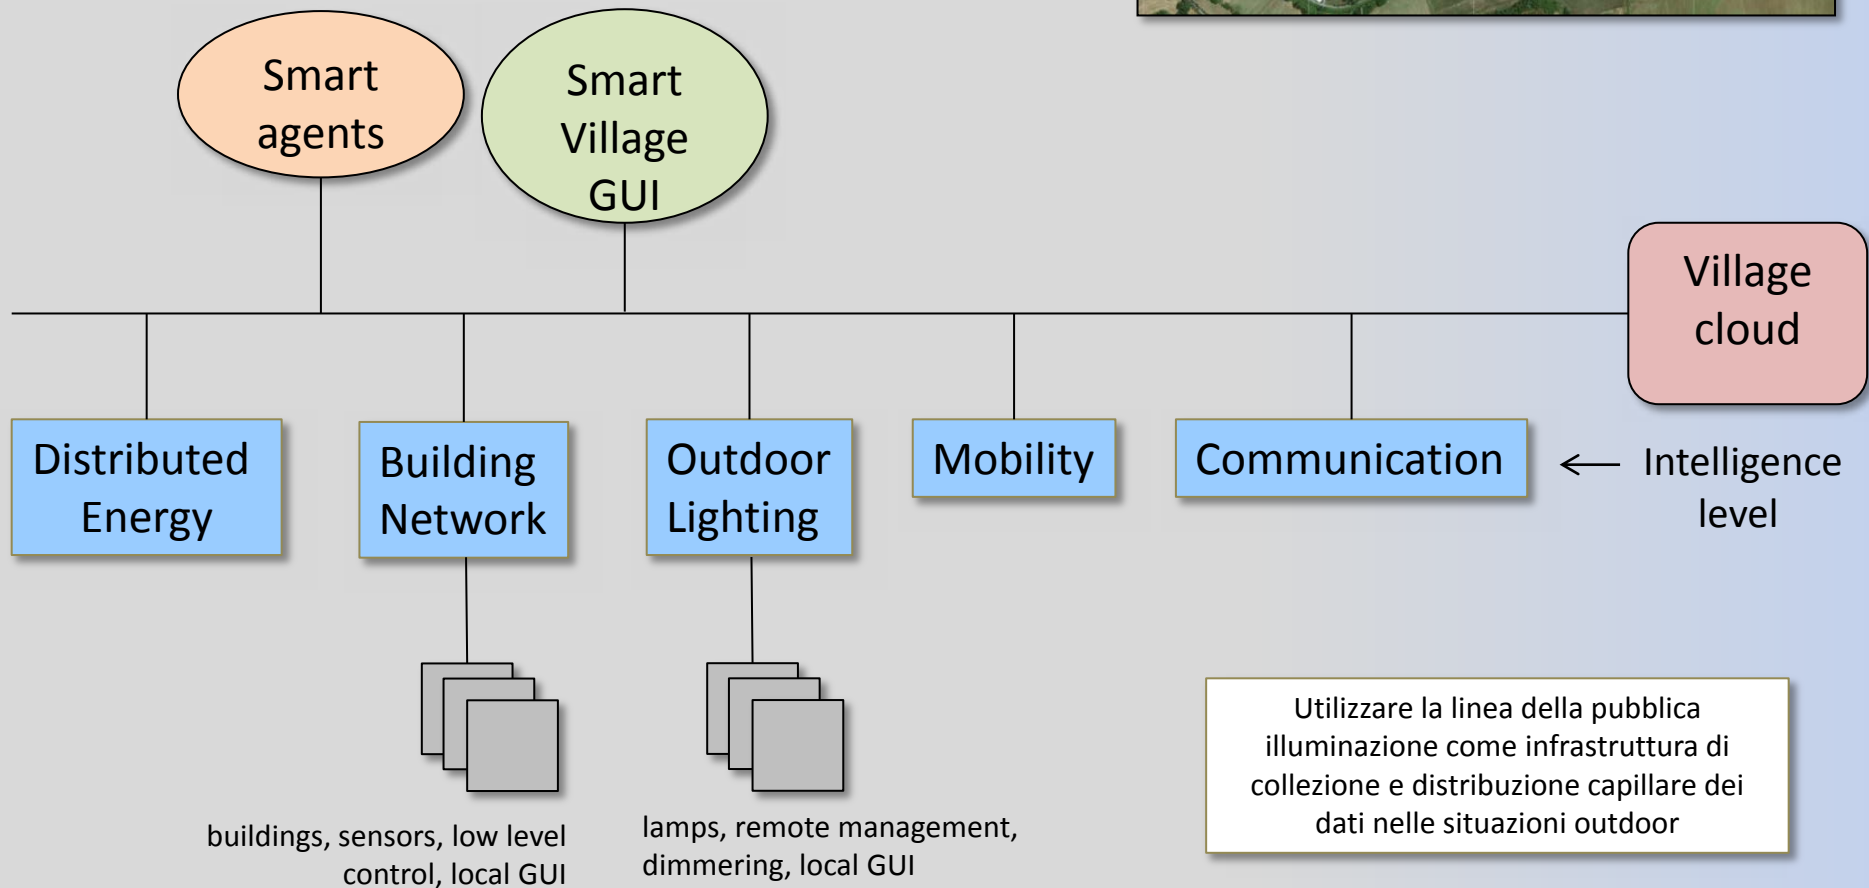 Smart
agents
Smart
Village
GUI
Village
cloud
Distributed
Energy
Building
Network
Outdoor
Lighting
Mobility
Communication
Intelligence
level
buildings, sensors, low level
control, local GUI
lamps, remote management,
dimmering, local GUI
Utilizzare la linea della pubblica
illuminazione come infrastruttura di
collezione e distribuzione capillare dei
dati nelle situazioni outdoor